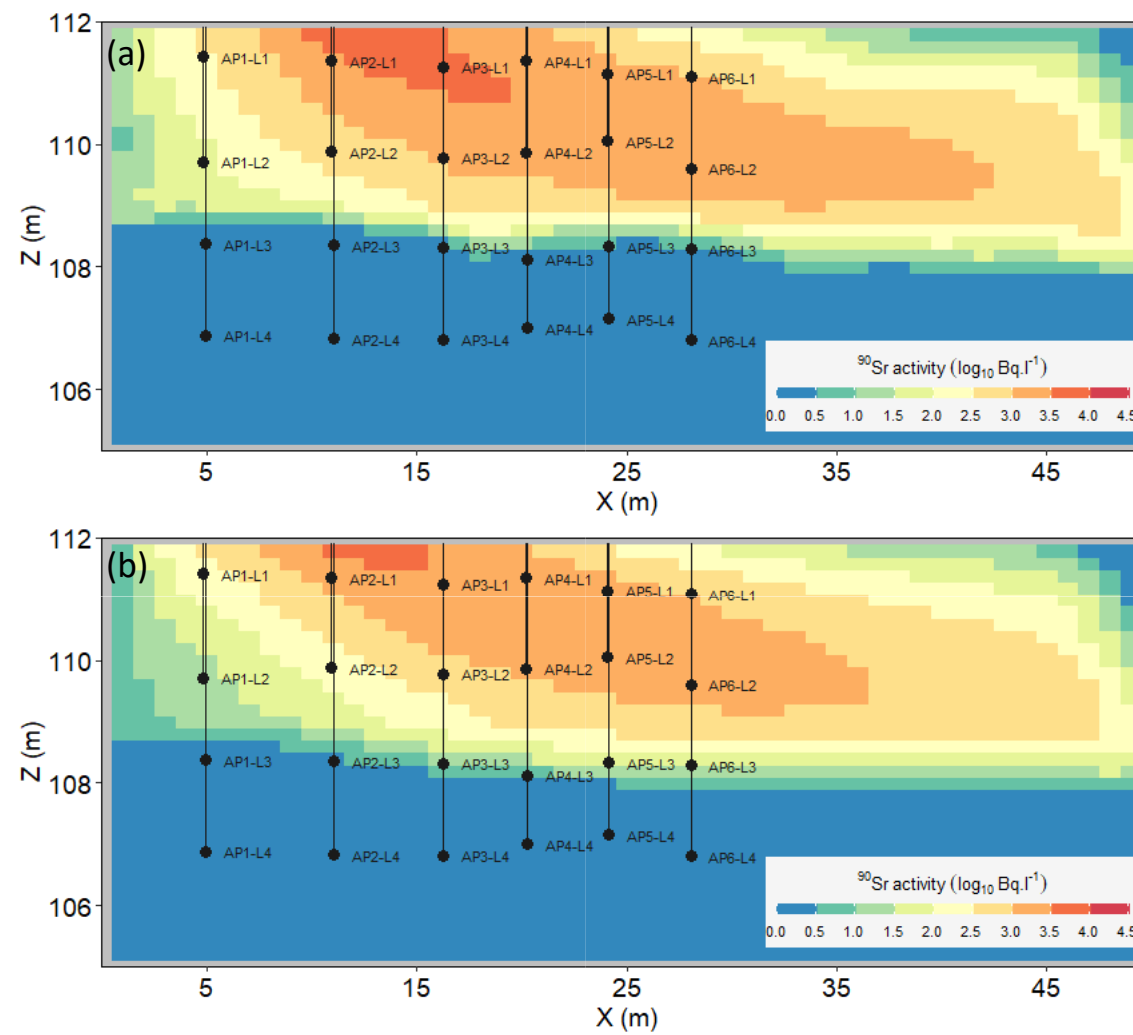 (a)
112
110
108
106
Z (m)
AP1-L1 AP2-L1 AP3-L1 AP4-L1 AP5-L1 AP6-L1
AP1-L2 AP2-L2 AP3-L2 AP4-L2 AP5-L2 AP6-L2
AP1-L3 AP2-L3 AP3-L3 AP4-L3 AP5-L3 AP6-L3
AP1-L4 AP2-L4 AP3-L4 AP4-L4 AP5-L4 AP6-L4
⁹⁰Sr activity (log₁₀ Bq.l⁻¹)
0.0 0.5 1.0 1.5 2.0 2.5 3.0 3.5 4.0 4.5
5 15 25 35 45
X (m)
(b)
112
110
108
106
Z (m)
AP1-L1 AP2-L1 AP3-L1 AP4-L1 AP5-L1 AP6-L1
AP1-L2 AP2-L2 AP3-L2 AP4-L2 AP5-L2 AP6-L2
AP1-L3 AP2-L3 AP3-L3 AP4-L3 AP5-L3 AP6-L3
AP1-L4 AP2-L4 AP3-L4 AP4-L4 AP5-L4 AP6-L4
⁹⁰Sr activity (log₁₀ Bq.l⁻¹)
0.0 0.5 1.0 1.5 2.0 2.5 3.0 3.5 4.0 4.5
5 15 25 35 45
X (m)